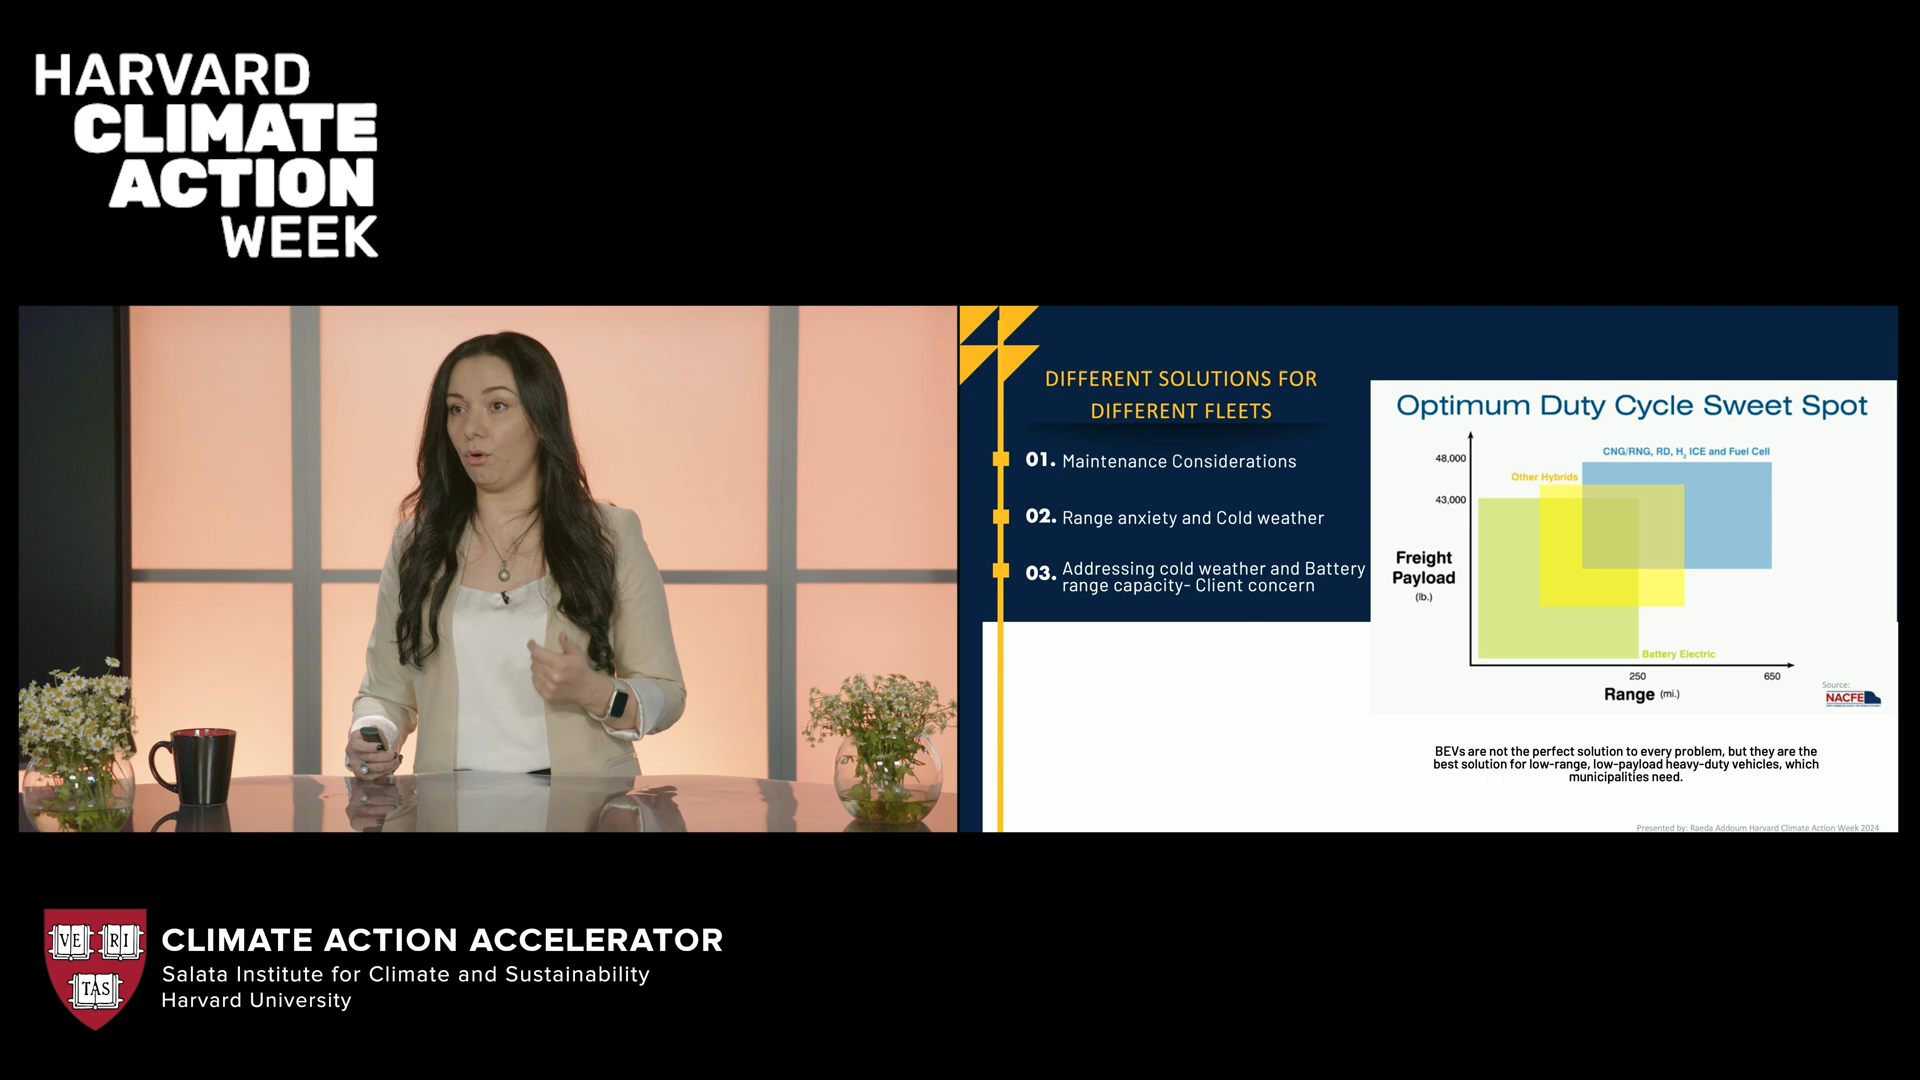 HARVARD
CLIMATE
ACTION
WEEK
DIFFERENT SOLUTIONS FOR
DIFFERENT FLEETS
01. Maintenance Considerations
02. Range anxiety and Cold weather
03. Addressing cold weather and Battery
range capacity- Client concern
Optimum Duty Cycle Sweet Spot
CNG/RNG, RD, H2 ICE and Fuel Cell
48,000
Other Hybrids
43,000
Freight
Payload
(lb.)
Battery Electric
250
650
Range (mi.)
Source:
NACFE
BEVs are not the perfect solution to every problem, but they are the
best solution for low-range, low-payload heavy-duty vehicles, which
municipalities need.
Presented by: Raeda Addoum Harvard Climate Action Week 2024
VE RI
TAS
CLIMATE ACTION ACCELERATOR
Salata Institute for Climate and Sustainability
Harvard University